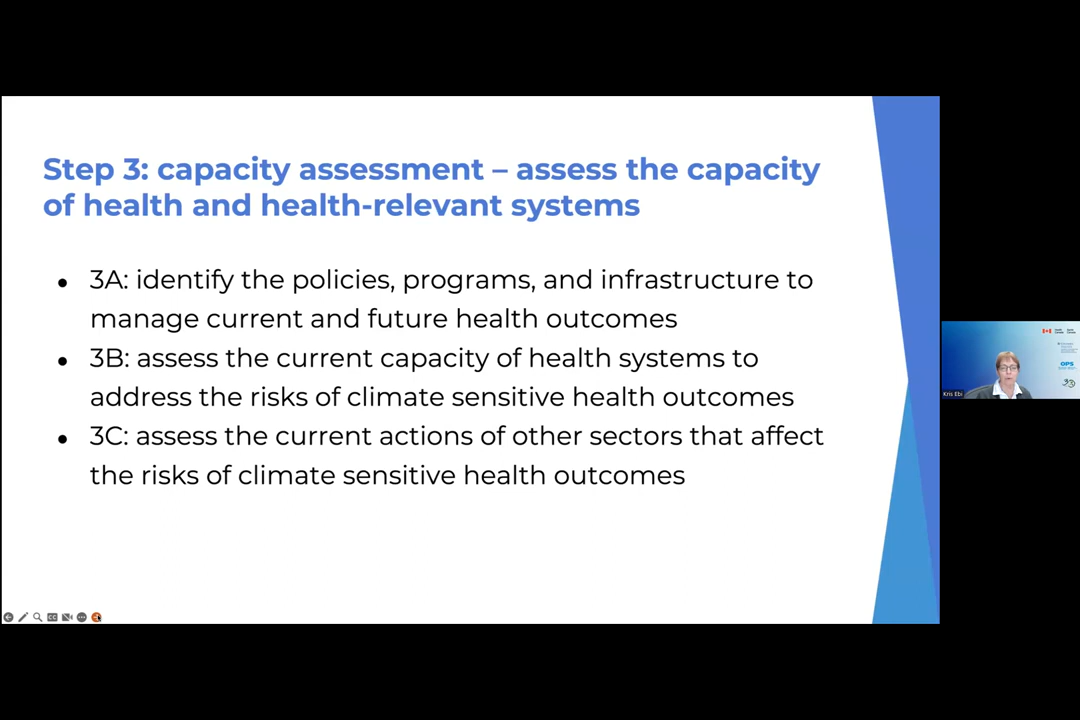 Step 3: capacity assessment – assess the capacity
of health and health-relevant systems
● 3A: identify the policies, programs, and infrastructure to
manage current and future health outcomes
● 3B: assess the current capacity of health systems to
address the risks of climate sensitive health outcomes
● 3C: assess the current actions of other sectors that affect
the risks of climate sensitive health outcomes
OPS
Kris Ebi